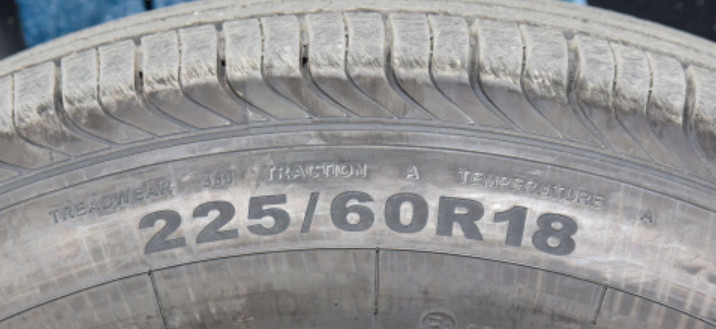 TREADWEAR TRACTION A TEMPERATURE A
225/60R18